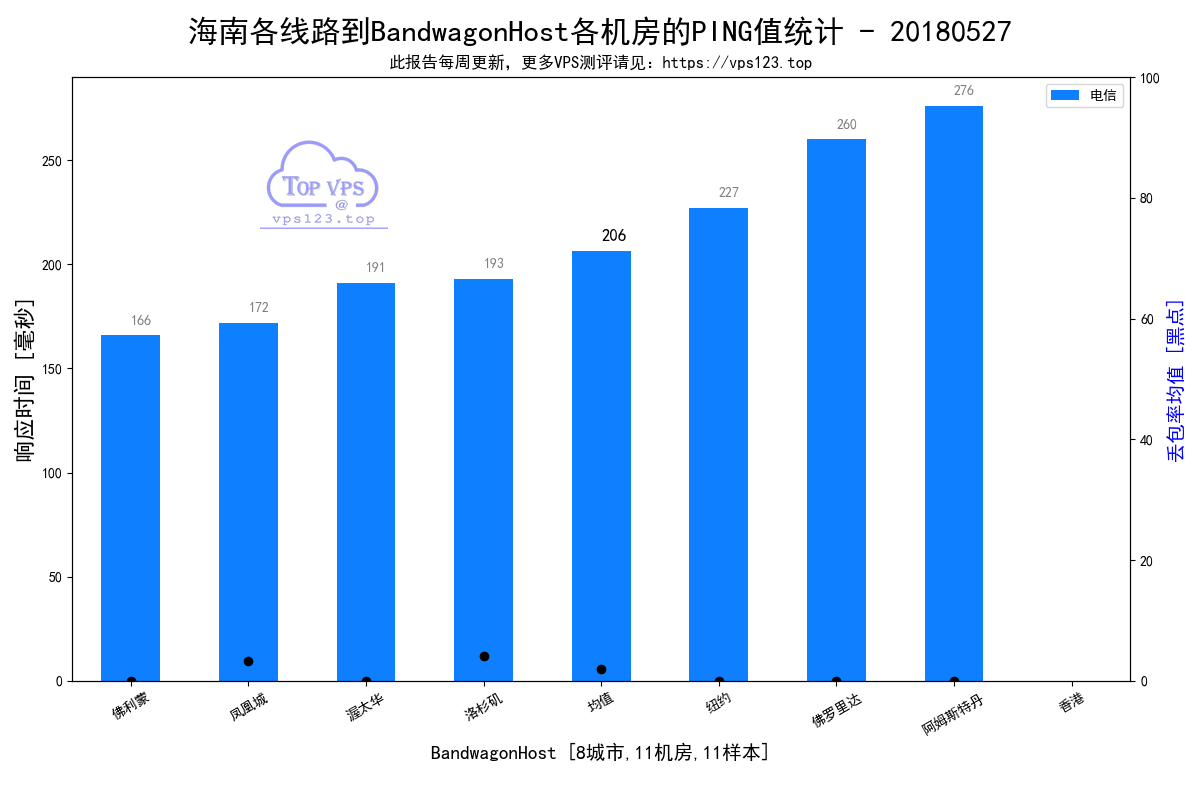 海南各线路到BandwagonHost各机房的PING值统计 - 20180527
此报告每周更新，更多VPS测评请见：https://vps123.top
电信
276
260
227
206
193
191
172
166
TOP VPS
@
vps123.top
响应时间 [毫秒]
250
200
150
100
50
0
丢包率均值 [黑点]
100
80
60
40
20
0
佛利蒙
凤凰城
渥太华
洛杉矶
均值
纽约
佛罗里达
阿姆斯特丹
香港
BandwagonHost [8城市,11机房,11样本]